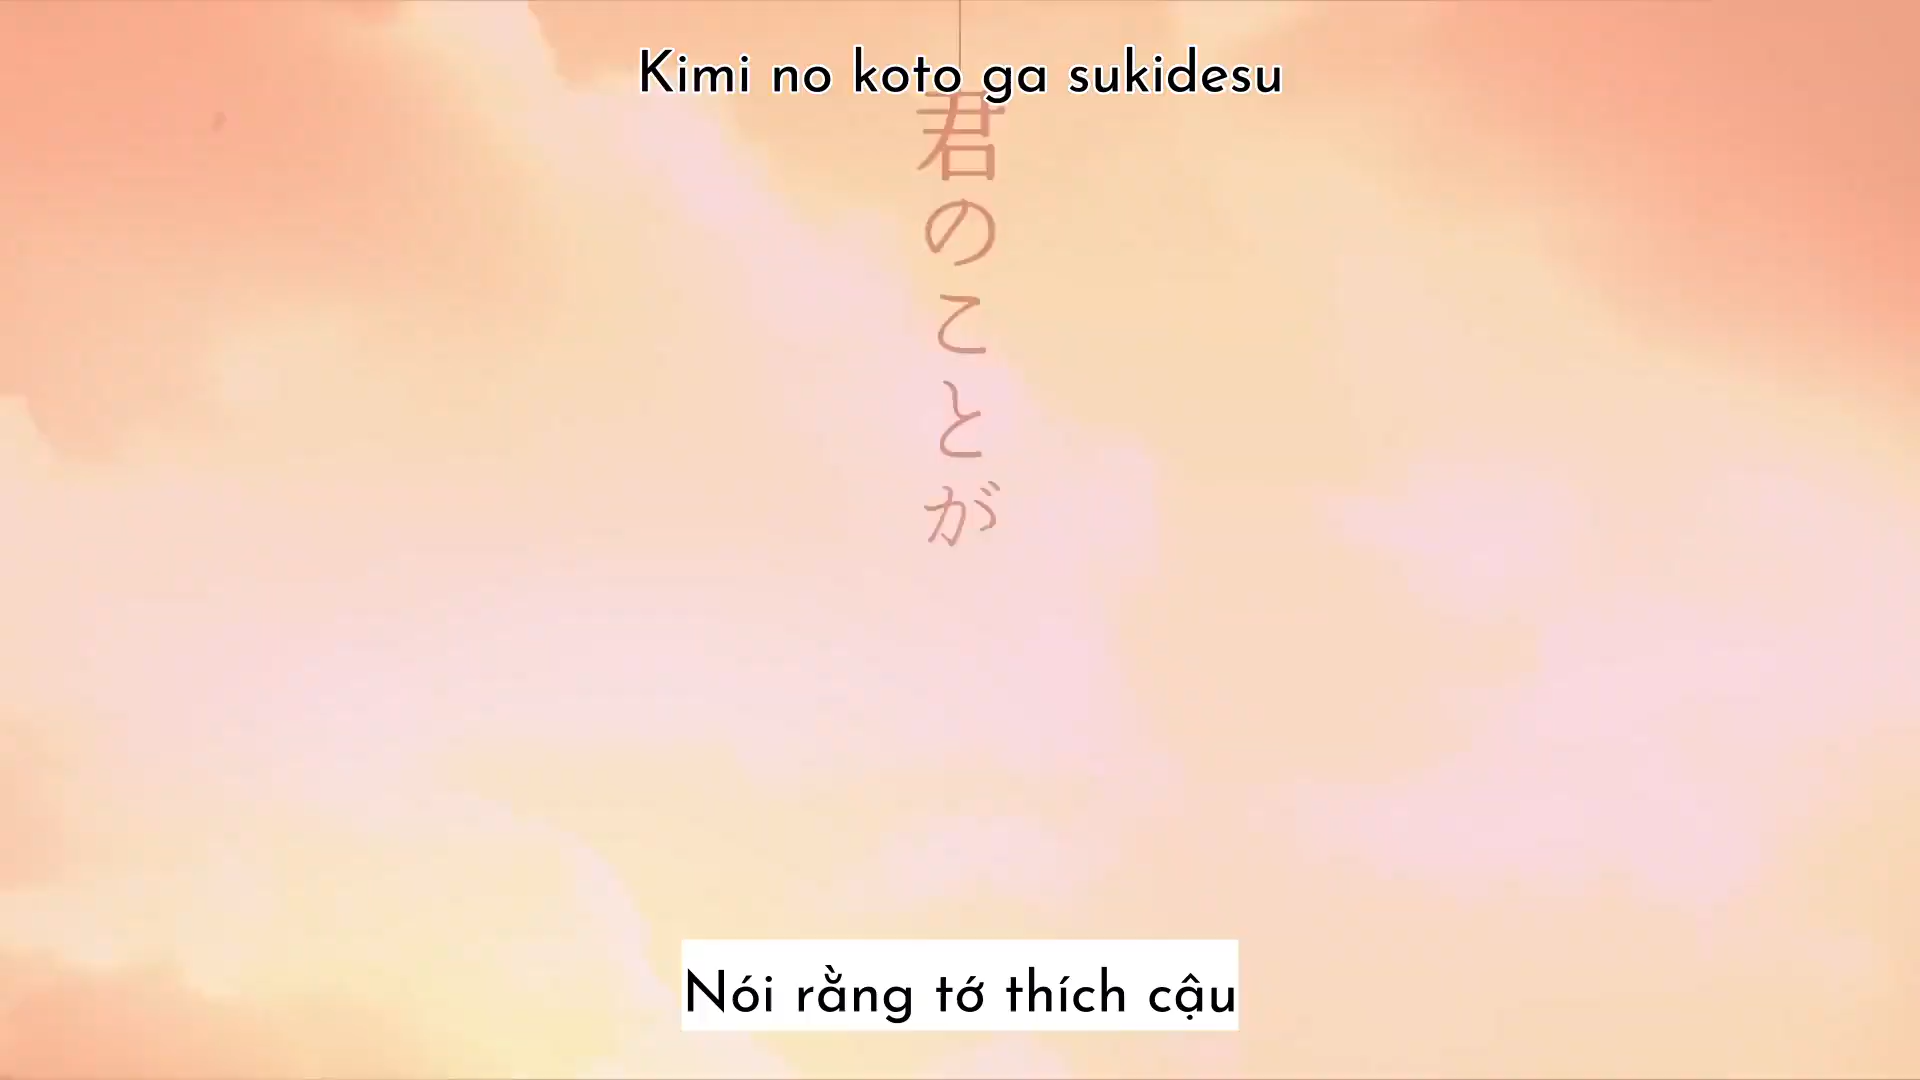 Kimi no koto ga sukidesu
君のことが
Nói rằng tớ thích cậu